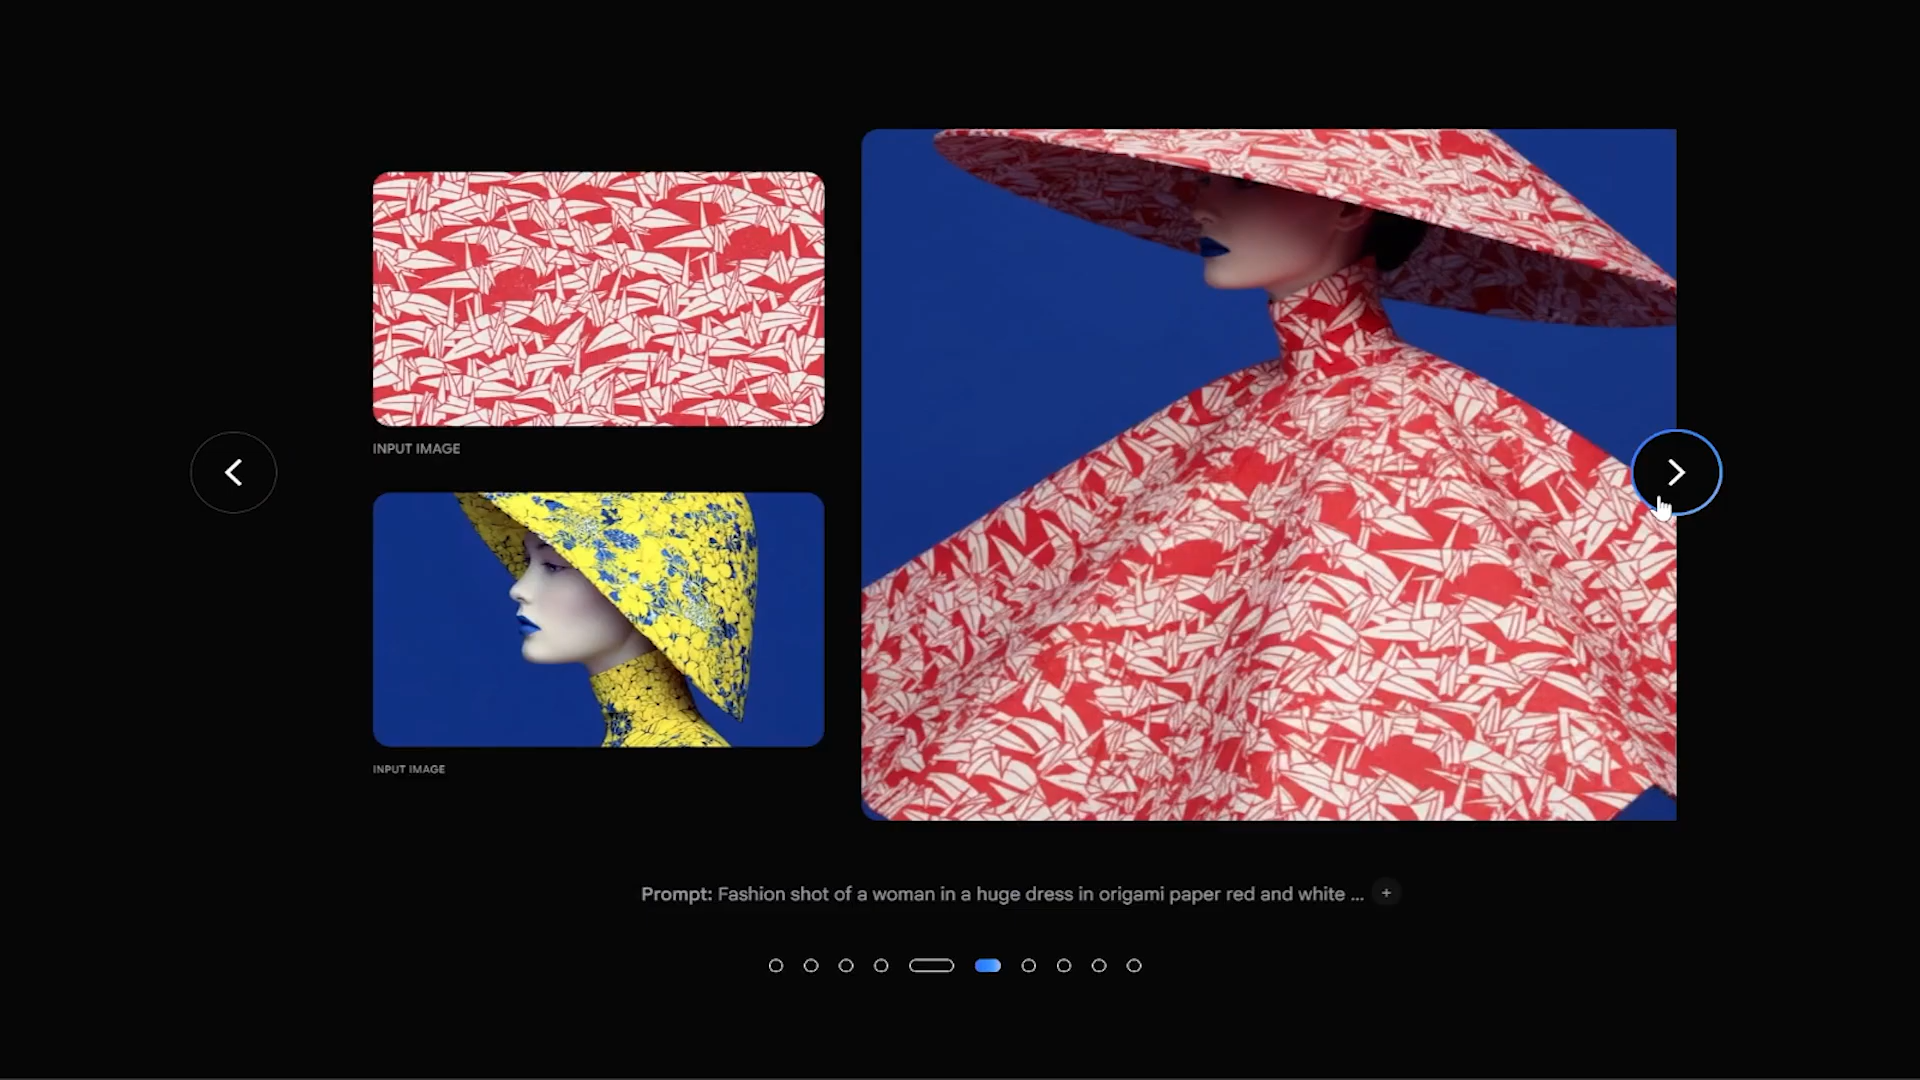 INPUT IMAGE
INPUT IMAGE
Prompt: Fashion shot of a woman in a huge dress in origami paper red and white ...